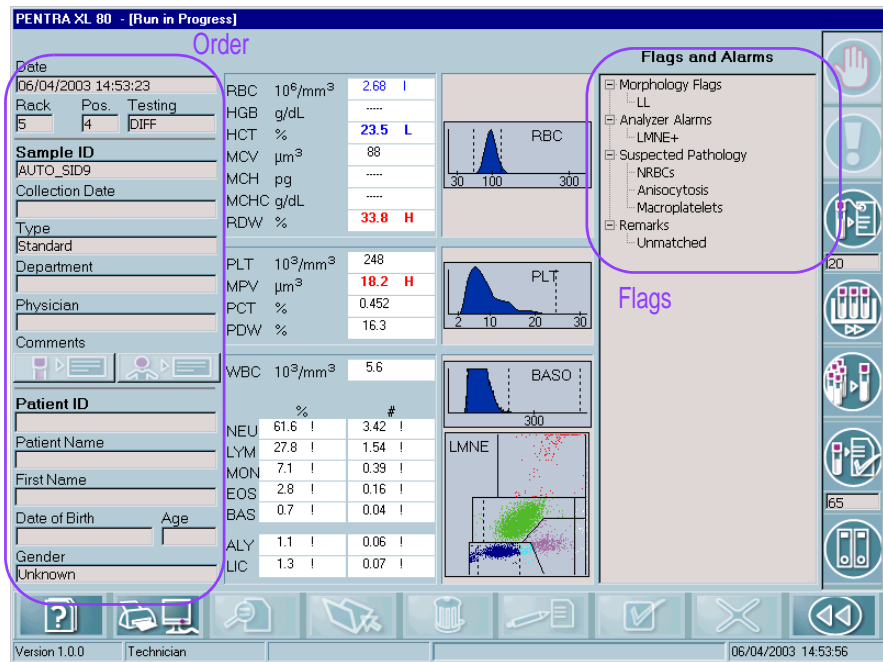 PENTRA XL 80 - [Run in Progress]
Order
Date
06/04/2003 14:53:23
Rack Pos. Testing
5 4 DIFF
Sample ID
AUTO_SID9
Collection Date
Type
Standard
Department
Physician
Comments
Patient ID
Patient Name
First Name
Date of Birth Age
Gender
Unknown
RBC 10⁶/mm³ 2.68 l
HGB g/dL -----
HCT % 23.5 L
MCV µm³ 88
MCH pg -----
MCHC g/dL -----
RDW % 33.8 H
PLT 10³/mm³ 248
MPV µm³ 18.2 H
PCT % 0.452
PDW % 16.3
WBC 10³/mm³ 5.6
% #
NEU 61.6 ! 3.42 !
LYM 27.8 ! 1.54 !
MON 7.1 ! 0.39 !
EOS 2.8 ! 0.16 !
BAS 0.7 ! 0.04 !
ALY 1.1 ! 0.06 !
LIC 1.3 ! 0.07 !
RBC
30 100 300
PLT
2 10 20 30
BASO
300
LMNE
Flags and Alarms
Morphology Flags
LL
Analyzer Alarms
LMNE+
Suspected Pathology
NRBCs
Anisocytosis
Macroplatelets
Remarks
Unmatched
Flags
20
65
Version 1.0.0 Technician 06/04/2003 14:53:56